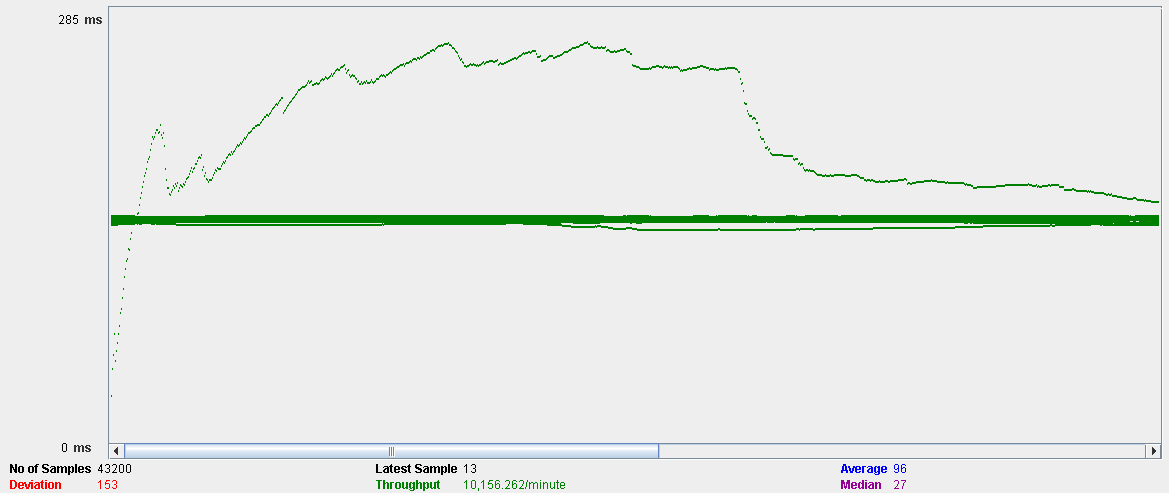 285 ms
0 ms
No of Samples 43200 Latest Sample 13 Average 96
Deviation 153 Throughput 10,156.262/minute Median 27